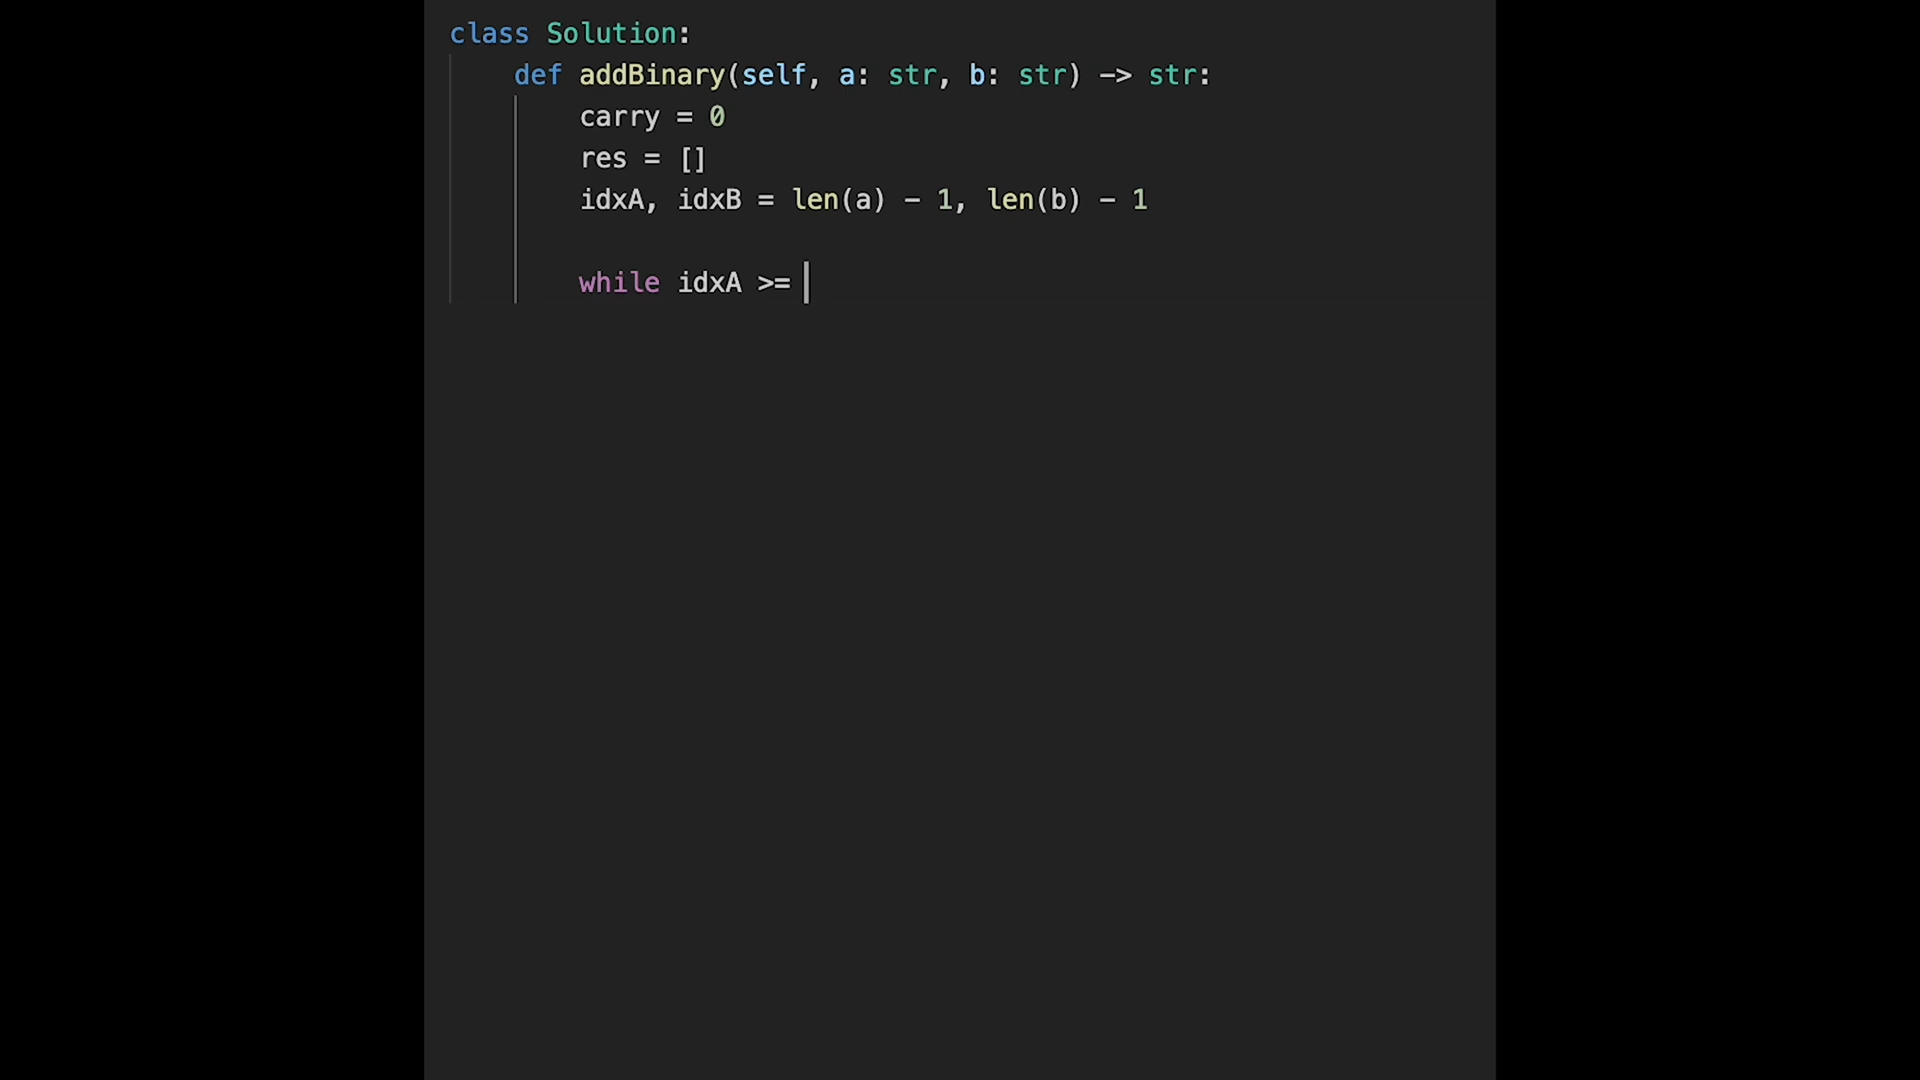 class Solution:
    def addBinary(self, a: str, b: str) -> str:
        carry = 0
        res = []
        idxA, idxB = len(a) - 1, len(b) - 1

        while idxA >=